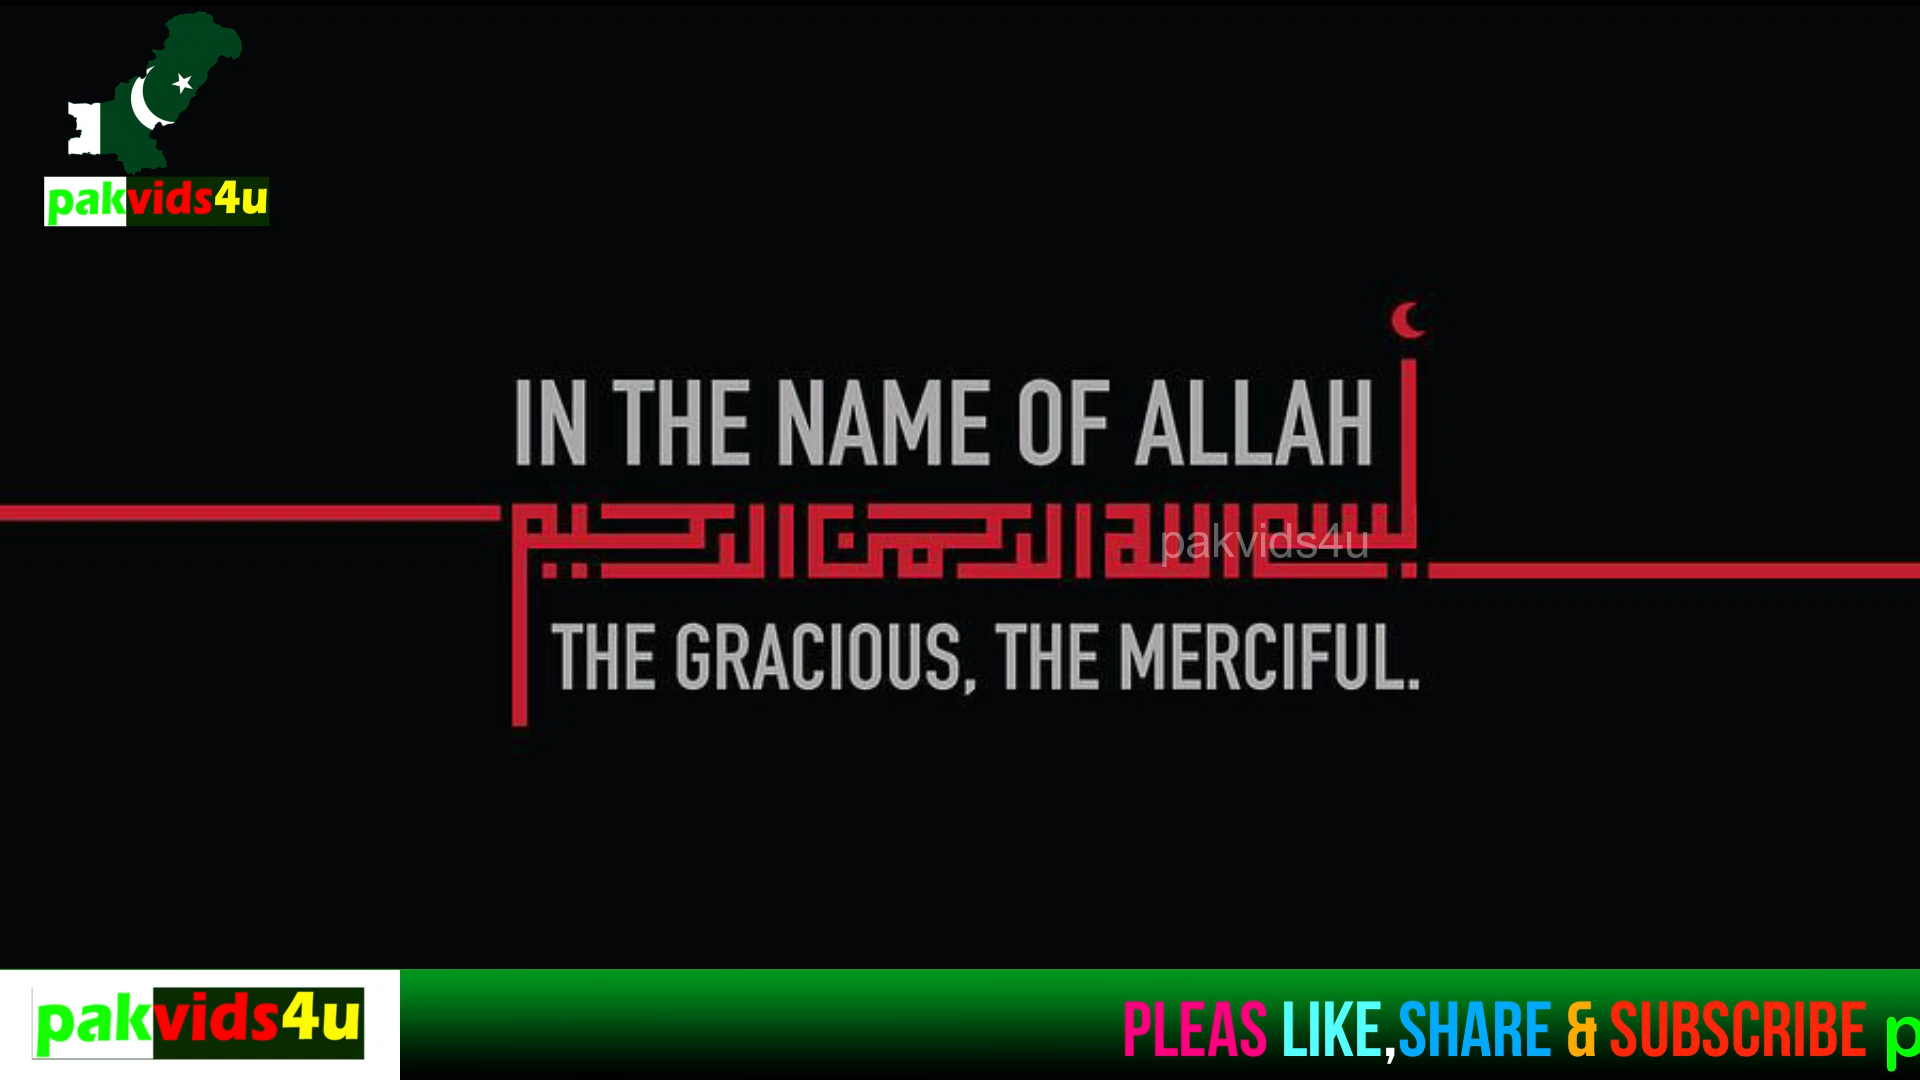 pakvids4u
IN THE NAME OF ALLAH
بسم الله الرحمن الرحيم
pakvids4u
THE GRACIOUS, THE MERCIFUL.
pakvids4u
PLEAS LIKE,SHARE & SUBSCRIBE p